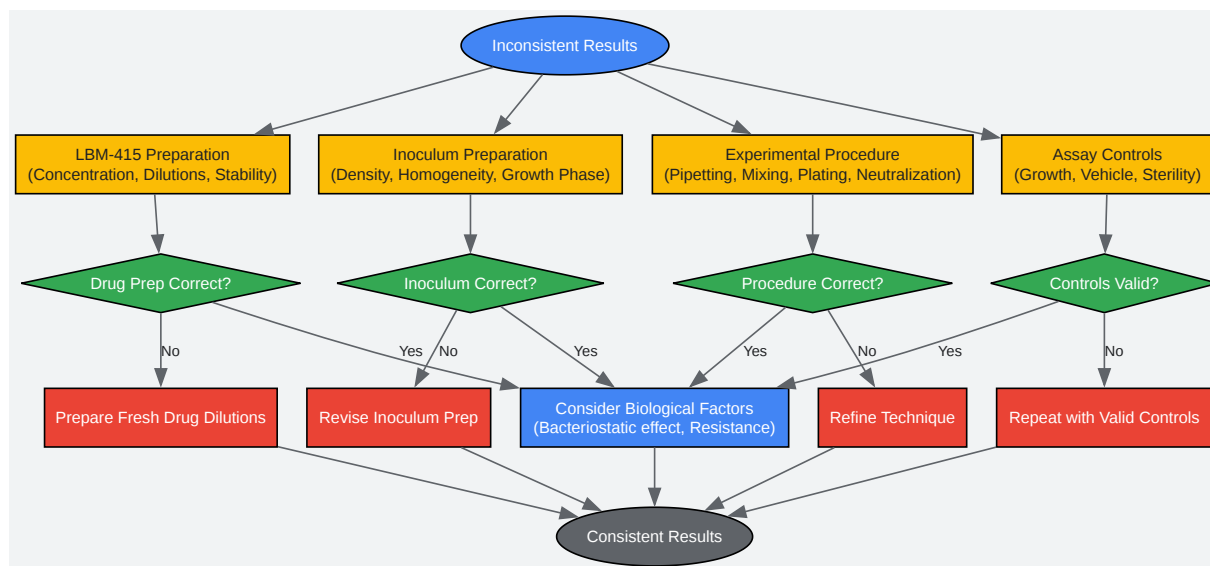 Inconsistent Results
LBM-415 Preparation
(Concentration, Dilutions, Stability)
Inoculum Preparation
(Density, Homogeneity, Growth Phase)
Experimental Procedure
(Pipetting, Mixing, Plating, Neutralization)
Assay Controls
(Growth, Vehicle, Sterility)
Drug Prep Correct?
Inoculum Correct?
Procedure Correct?
Controls Valid?
No
Yes
No
Yes
Yes
No
Yes
No
Prepare Fresh Drug Dilutions
Revise Inoculum Prep
Consider Biological Factors
(Bacteriostatic effect, Resistance)
Refine Technique
Repeat with Valid Controls
Consistent Results